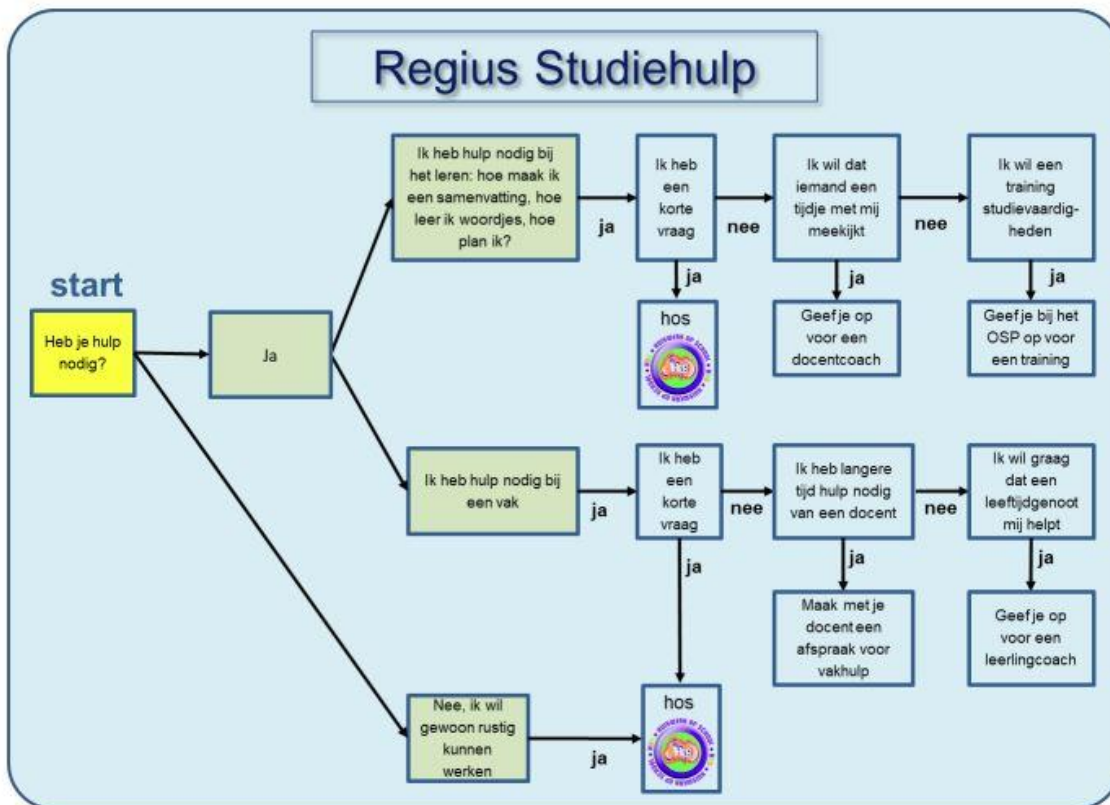 Regius Studiehulp
Ik heb hulp nodig bij
het leren: hoe maak ik
een samenvatting, hoe
leer ik woordjes, hoe
plan ik?
ja
Ik heb
een
korte
vraag
nee
Ik wil dat
iemand een
tijdje met mij
meekijkt
nee
Ik wil een
training
studievaardig-
heden
ja
ja
ja
start
Heb je hulp
nodig?
Ja
hos
HUISWERK OP SCHOOL
Geef je op
voor een
docentcoach
Geef je bij het
OSP op voor
een training
Ik heb hulp nodig bij
een vak
ja
Ik heb
een
korte
vraag
nee
Ik heb langere
tijd hulp nodig
van een docent
nee
Ik wil graag
dat een
leeftijdgenoot
mij helpt
ja
ja
ja
Maak met je
docent een
afspraak voor
vakhulp
Geef je op
voor een
leerlingcoach
Nee, ik wil
gewoon rustig
kunnen
werken
ja
hos
HUISWERK OP SCHOOL